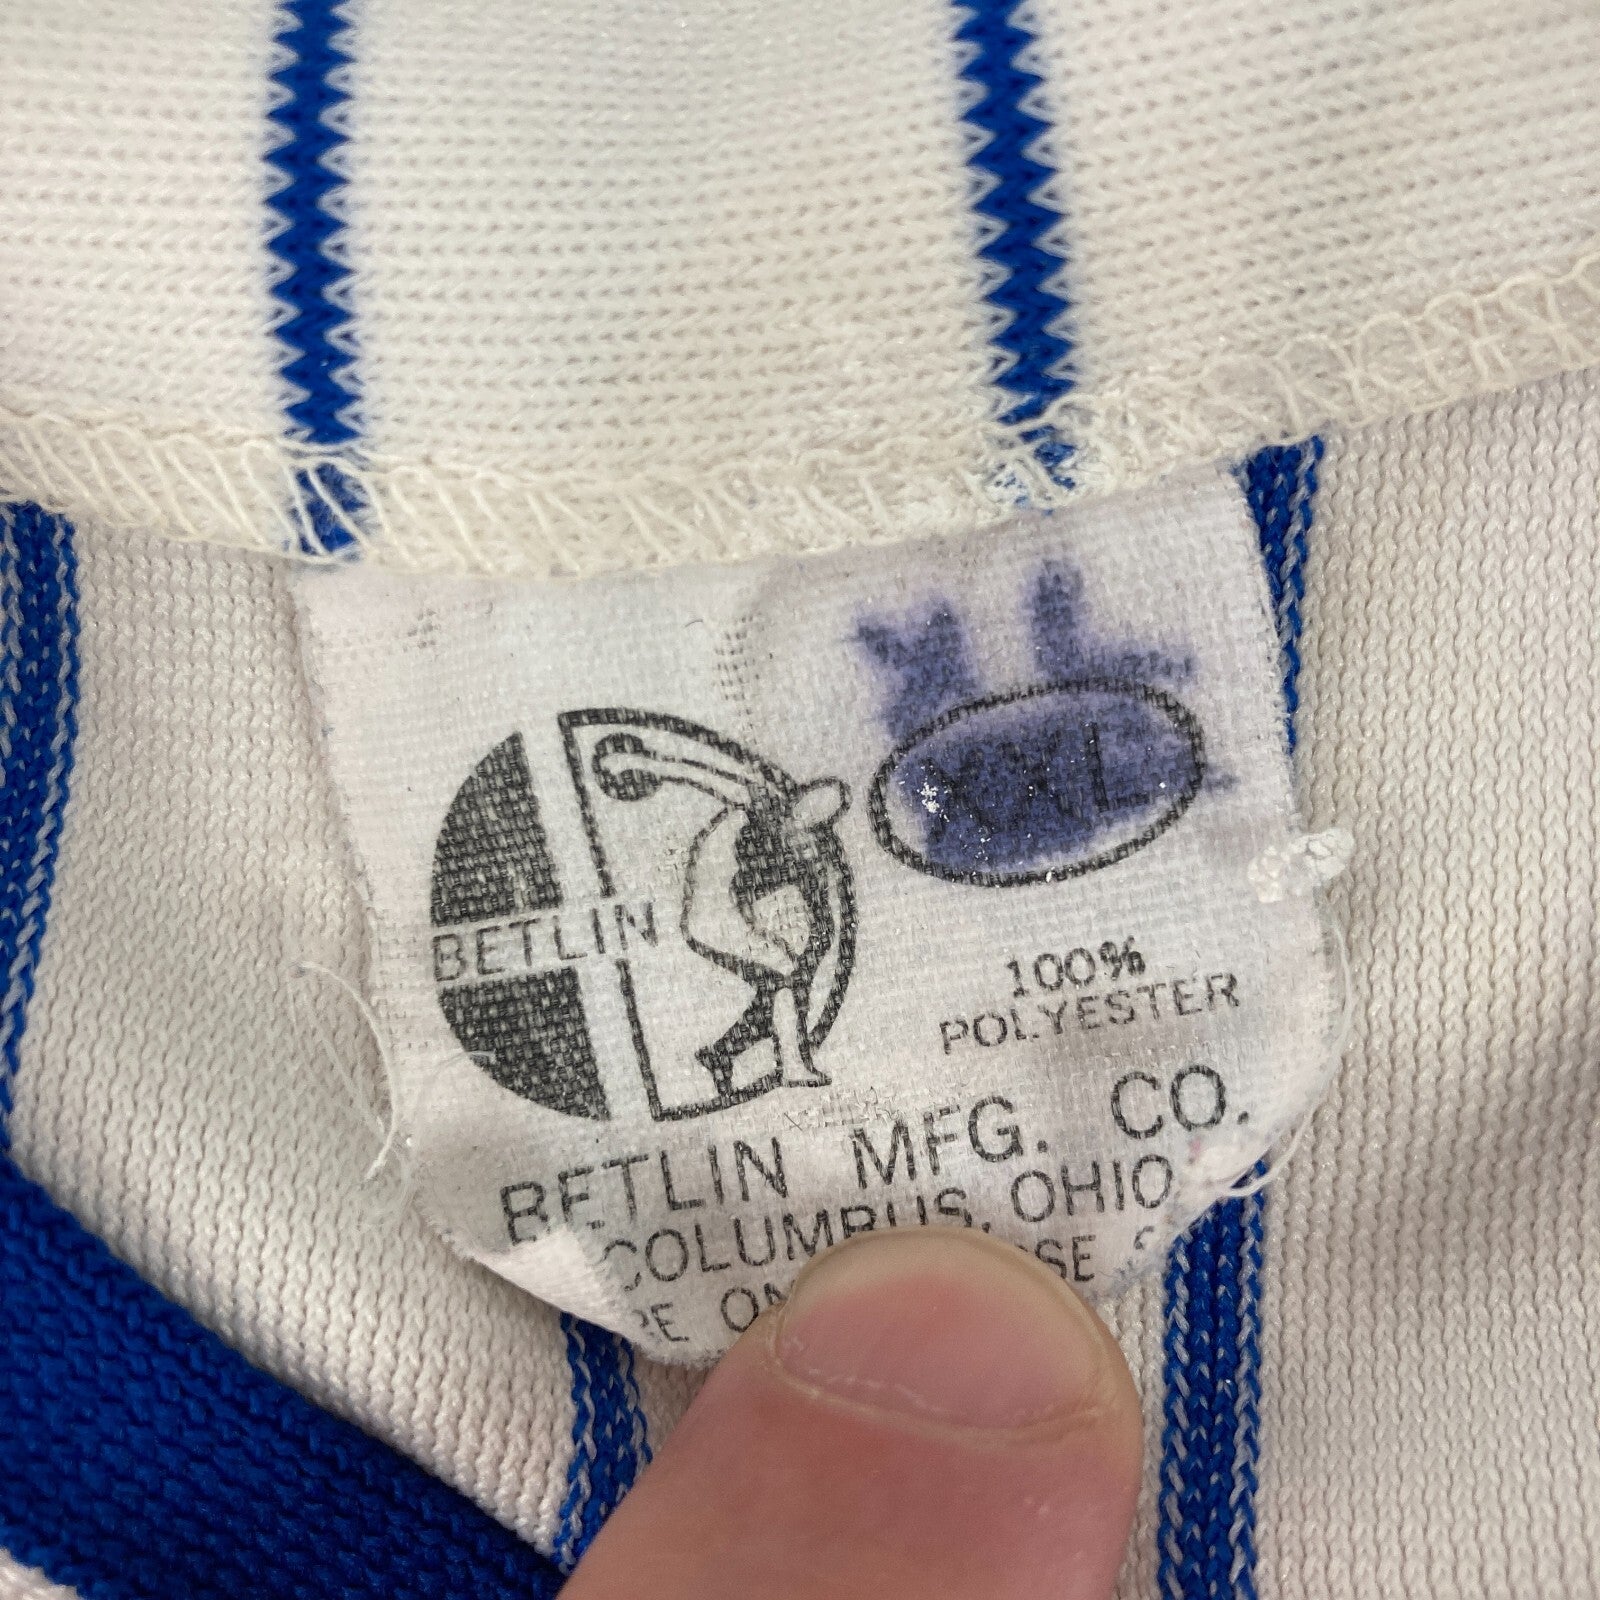 BETLIN
XXL
100%
POLYESTER
BETLIN MFG. CO.
COLUMBUS, OHIO